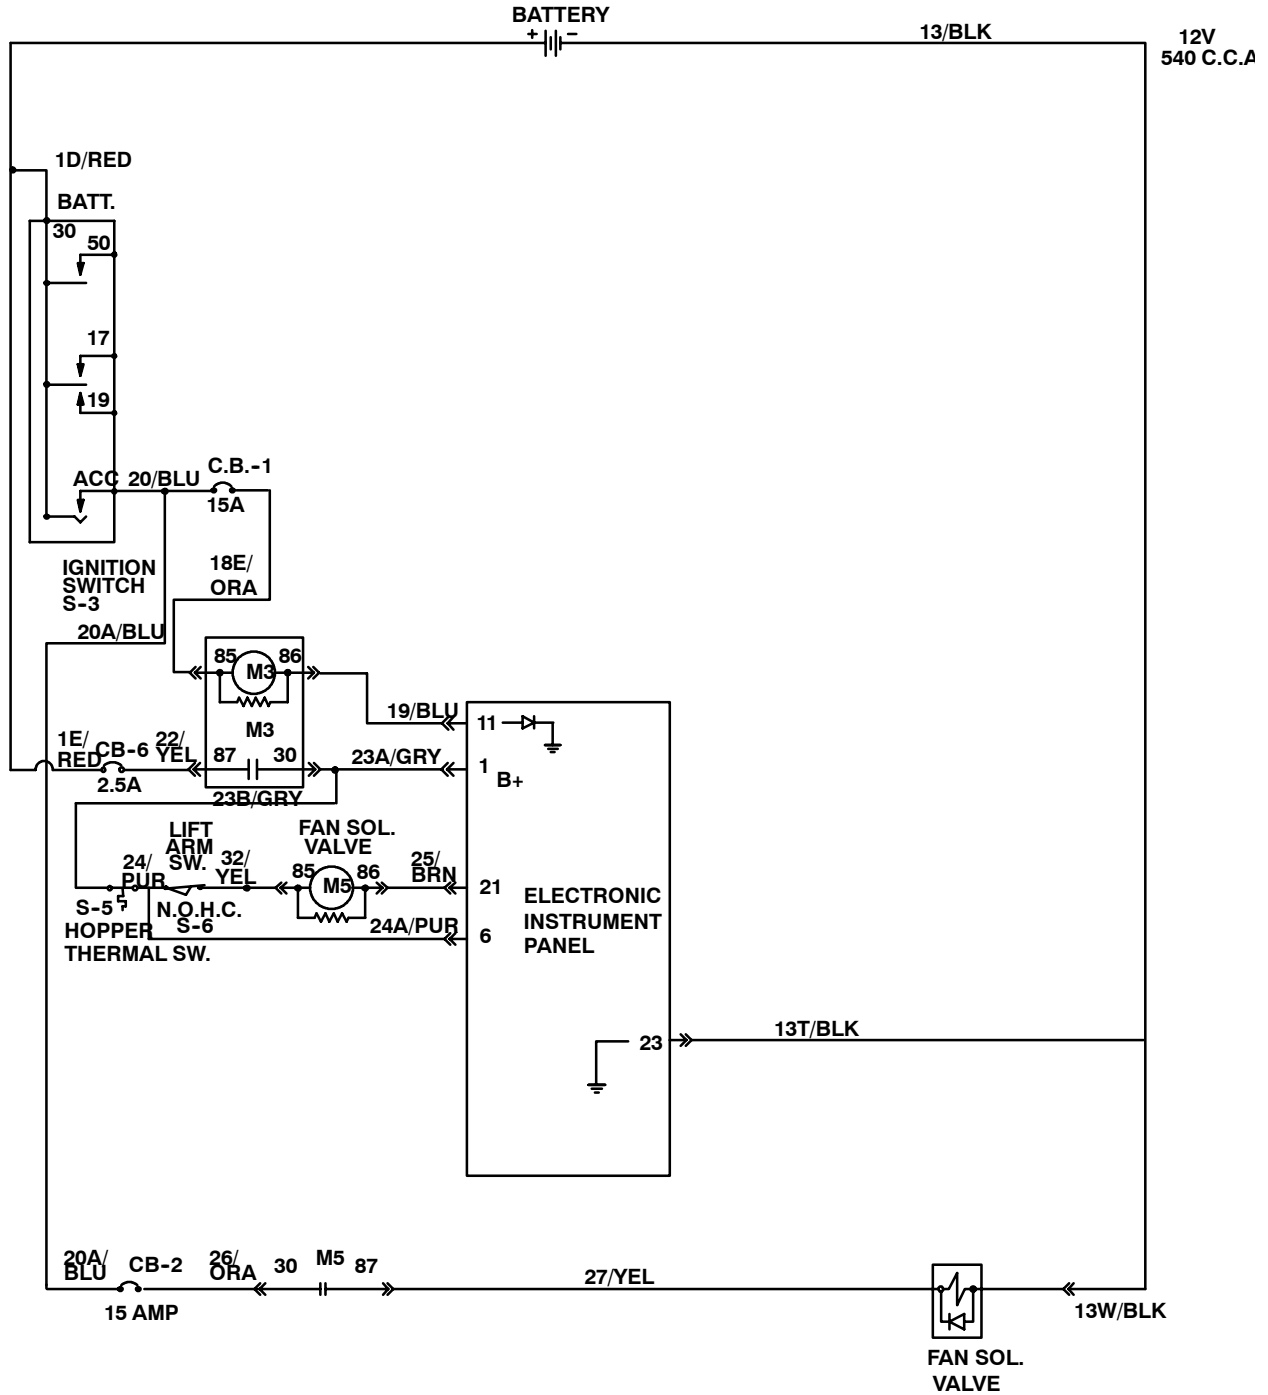 BATTERY
+ -
13/BLK
12V
540 C.C.A
1D/RED
BATT.
30
50
17
19
ACC 20/BLU
C.B.-1
15A
IGNITION
SWITCH
S-3
18E/
ORA
20A/BLU
85 M3 86
M3
19/BLU
11
1E/
RED
CB-6
2.5A
22/
YEL
87 30
23A/GRY
1
B+
23B/GRY
LIFT
ARM
SW.
FAN SOL.
VALVE
24/
PUR
32/
YEL
85 M5 86
25/
BRN
21
S-5
HOPPER
THERMAL SW.
N.O.H.C.
S-6
24A/PUR
6
ELECTRONIC
INSTRUMENT
PANEL
23
13T/BLK
20A/
BLU
CB-2
15 AMP
26/
ORA
30 M5 87
27/YEL
13W/BLK
FAN SOL.
VALVE